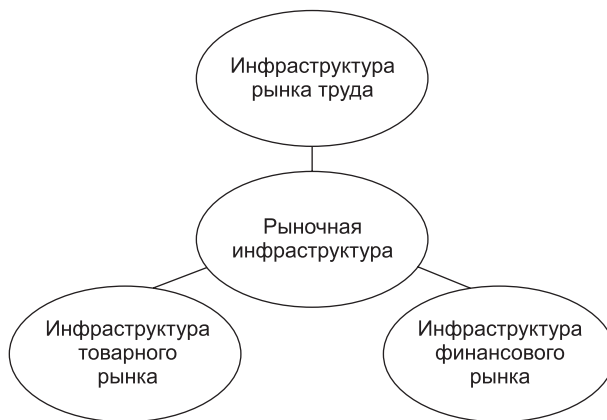 Инфраструктура
рынка труда
Рыночная
инфраструктура
Инфраструктура
товарного
рынка
Инфраструктура
финансового
рынка